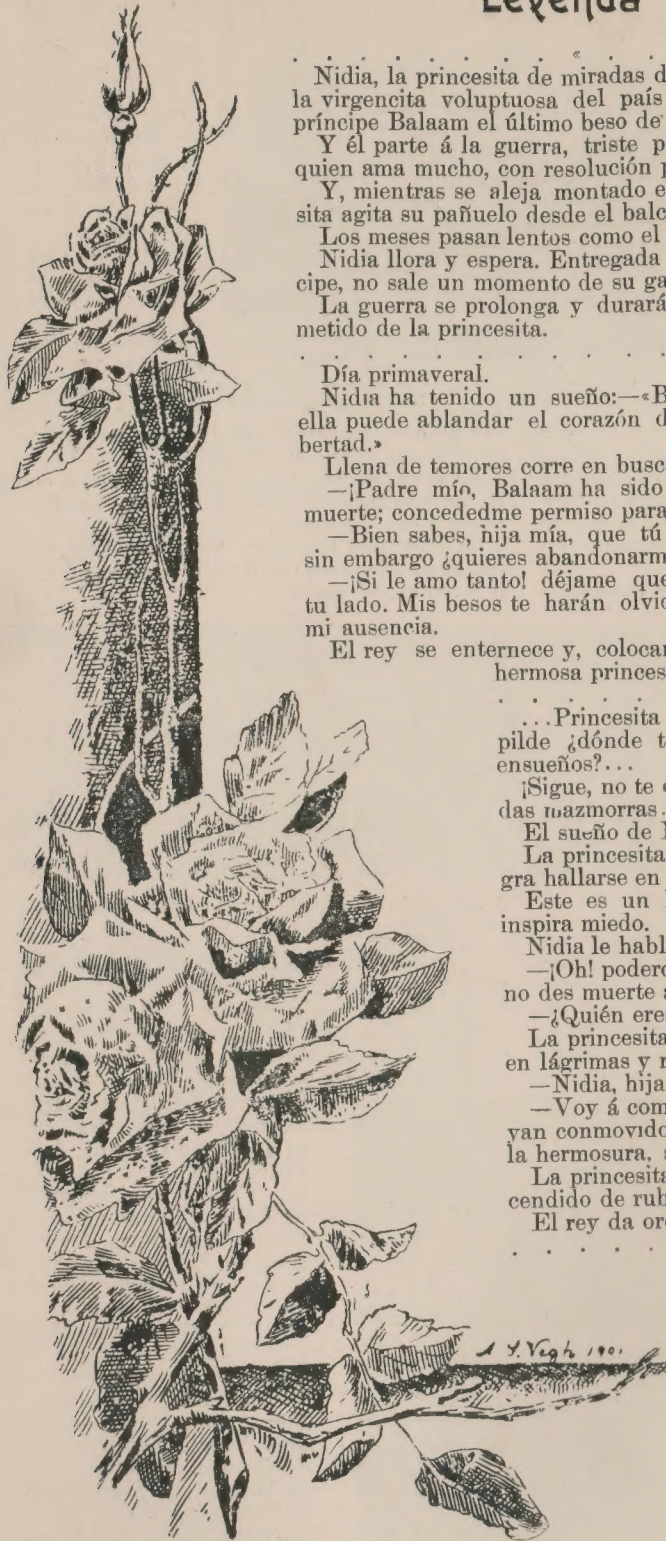 Leyenda
. . . . . . . « . .
Nidia, la princesita de miradas d
la virgencita voluptuosa del país
príncipe Balaam el último beso de
Y él parte á la guerra, triste p
quien ama mucho, con resolución p
Y, mientras se aleja montado e
sita agita su pañuelo desde el balc
Los meses pasan lentos como el
Nidia llora y espera. Entregada
cipe, no sale un momento de su ga
La guerra se prolonga y durará
metido de la princesita.
. . . . . . . . . .
Día primaveral.
Nidia ha tenido un sueño:—«B
ella puede ablandar el corazón d
bertad.»
Llena de temores corre en busc
—¡Padre mío, Balaam ha sido
muerte; concededme permiso para
—Bien sabes, hija mía, que tú
sin embargo ¿quieres abandonarm
—¡Si le amo tanto! déjame que
tu lado. Mis besos te harán olvid
mi ausencia.
El rey se enternece y, colocan
hermosa princes
. . . . .
...Princesita
pilde ¿dónde t
ensueños?...
¡Sigue, no te d
das mazmorras.
El sueño de N
La princesita
gra hallarse en
Este es un
inspira miedo.
Nidia le habl
—¡Oh! podero
no des muerte a
—¿Quién ere
La princesita
en lágrimas y r
—Nidia, hija
—Voy á com
yan conmovido
la hermosura, s
La princesita
cendido de rub
El rey da ord
. . . . .
A. S. Vegh 1901